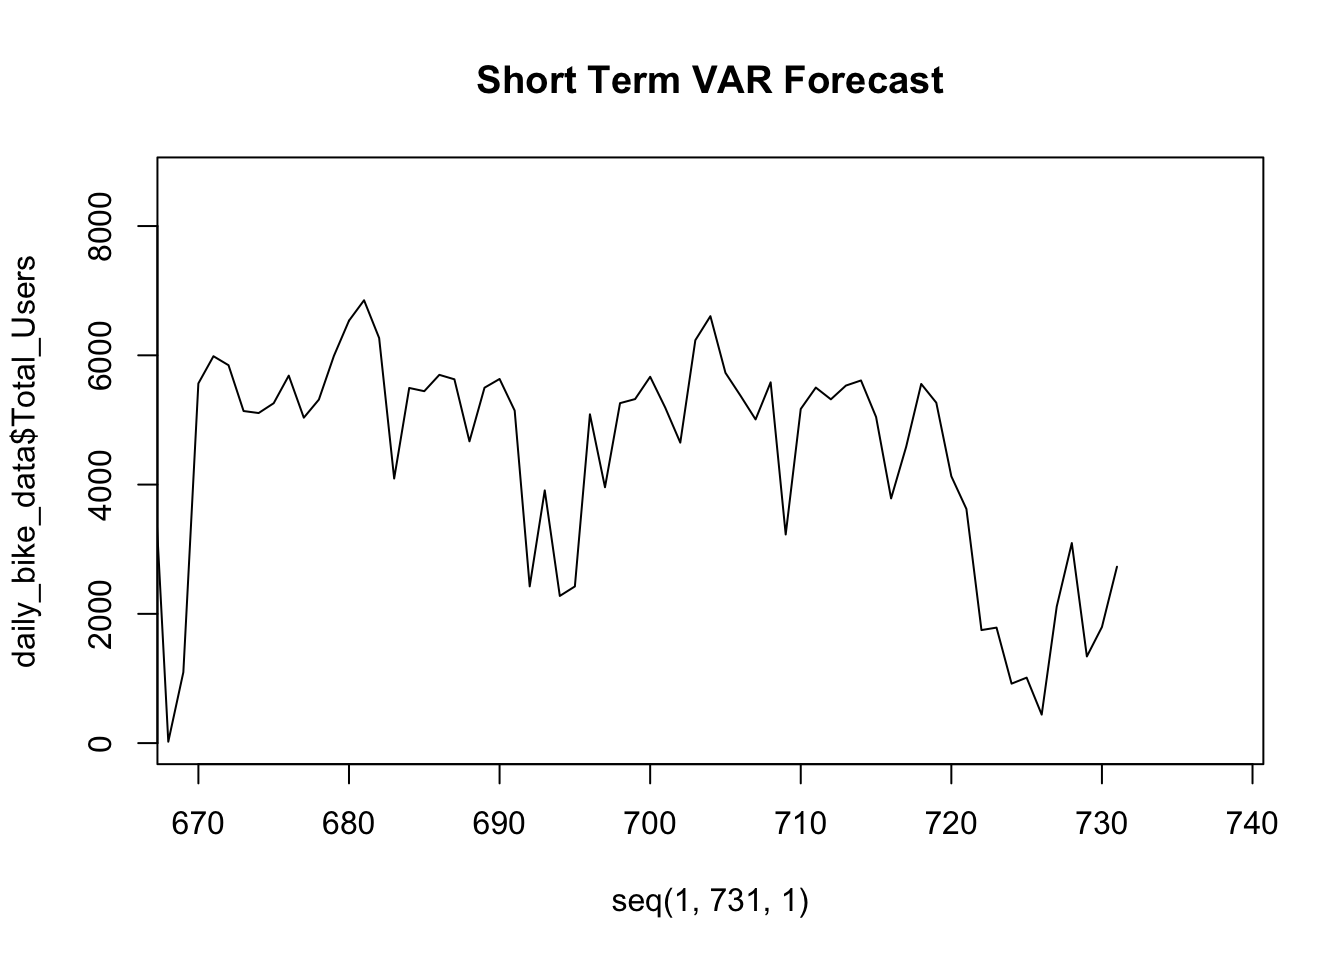 Short Term VAR Forecast
daily_bike_data$Total_Users
8000
6000
4000
2000
0
670 680 690 700 710 720 730 740
seq(1, 731, 1)